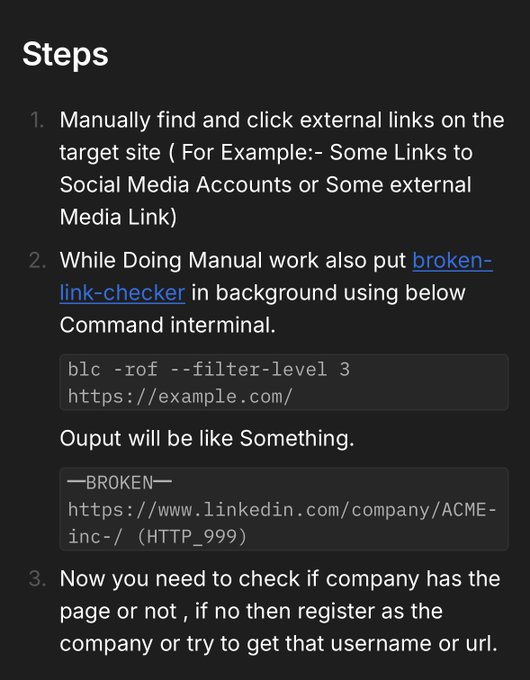 Steps
1. Manually find and click external links on the
target site ( For Example:- Some Links to
Social Media Accounts or Some external
Media Link)
2. While Doing Manual work also put broken-
link-checker in background using below
Command interminal.
blc -rof --filter-level 3
https://example.com/
Ouput will be like Something.
─BROKEN─
https://www.linkedin.com/company/ACME-
inc-/ (HTTP_999)
3. Now you need to check if company has the
page or not , if no then register as the
company or try to get that username or url.